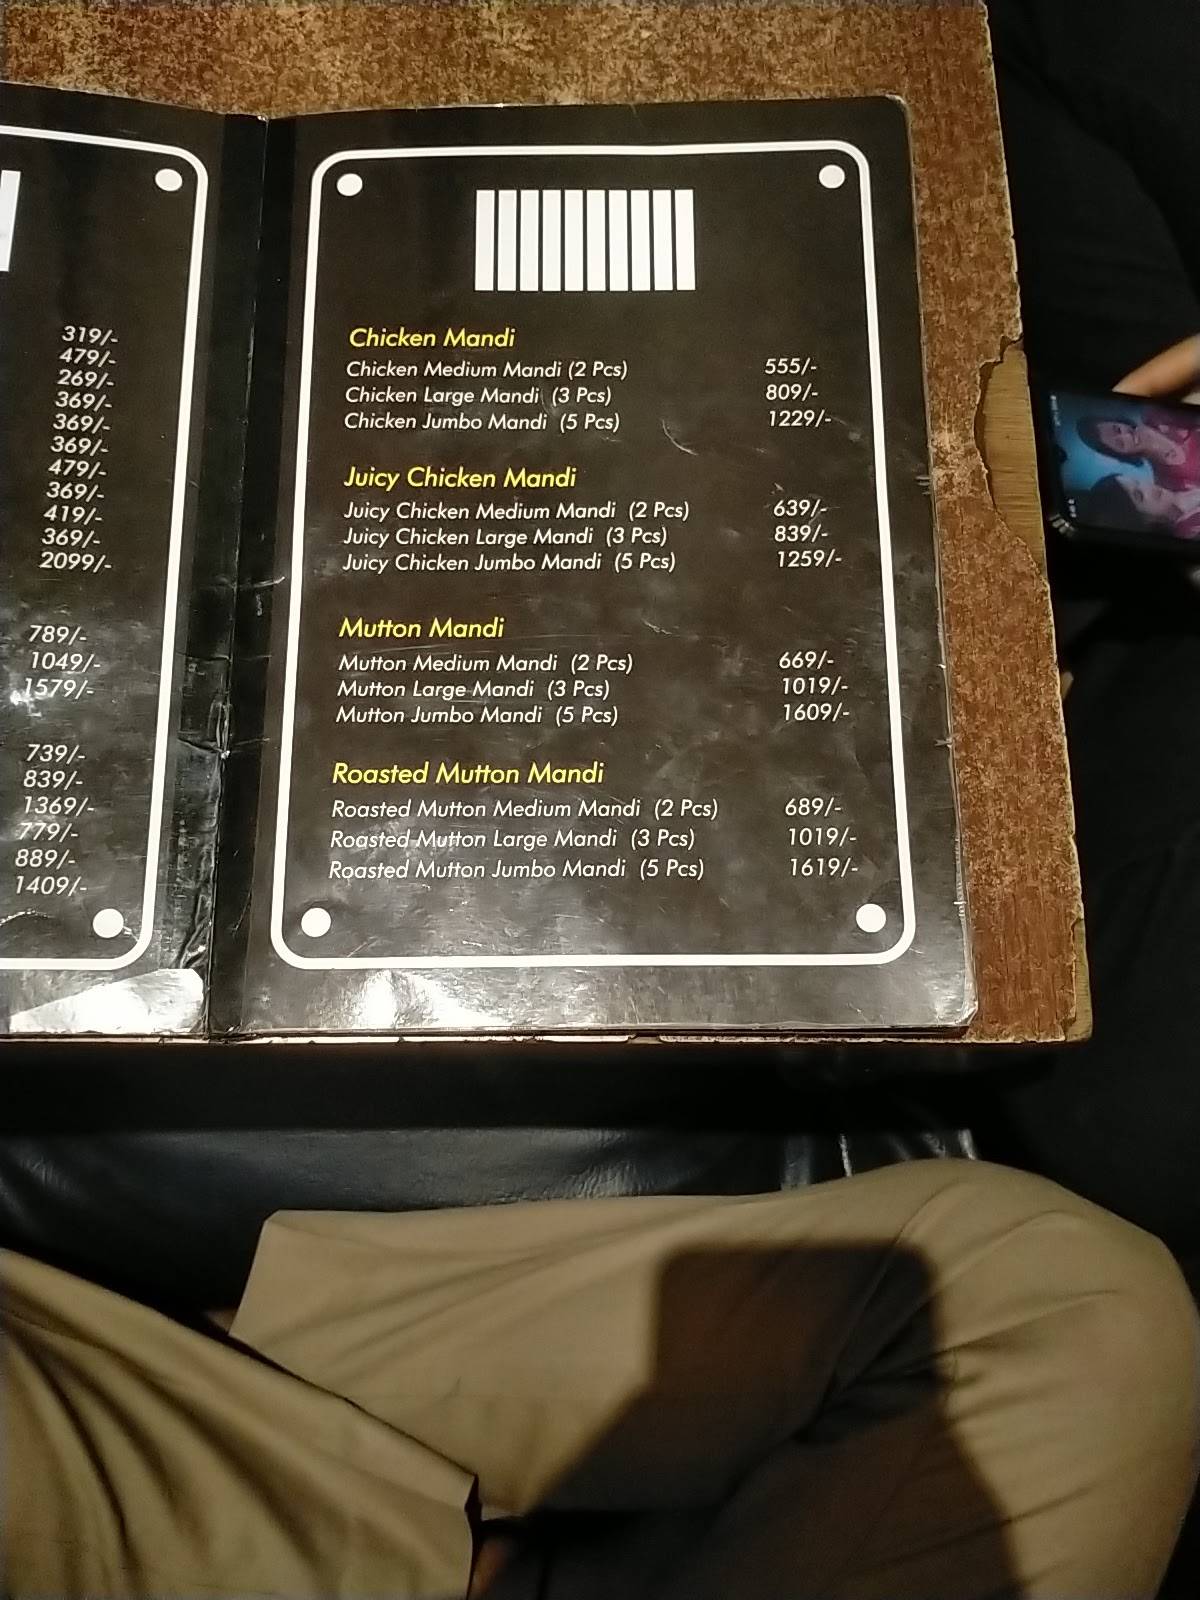 319/-
479/-
269/-
369/-
369/-
369/-
479/-
369/-
419/-
369/-
2099/-
789/-
1049/-
1579/-
739/-
839/-
1369/-
779/-
889/-
1409/-
Chicken Mandi
Chicken Medium Mandi (2 Pcs) 555/-
Chicken Large Mandi (3 Pcs) 809/-
Chicken Jumbo Mandi (5 Pcs) 1229/-
Juicy Chicken Mandi
Juicy Chicken Medium Mandi (2 Pcs) 639/-
Juicy Chicken Large Mandi (3 Pcs) 839/-
Juicy Chicken Jumbo Mandi (5 Pcs) 1259/-
Mutton Mandi
Mutton Medium Mandi (2 Pcs) 669/-
Mutton Large Mandi (3 Pcs) 1019/-
Mutton Jumbo Mandi (5 Pcs) 1609/-
Roasted Mutton Mandi
Roasted Mutton Medium Mandi (2 Pcs) 689/-
Roasted Mutton Large Mandi (3 Pcs) 1019/-
Roasted Mutton Jumbo Mandi (5 Pcs) 1619/-